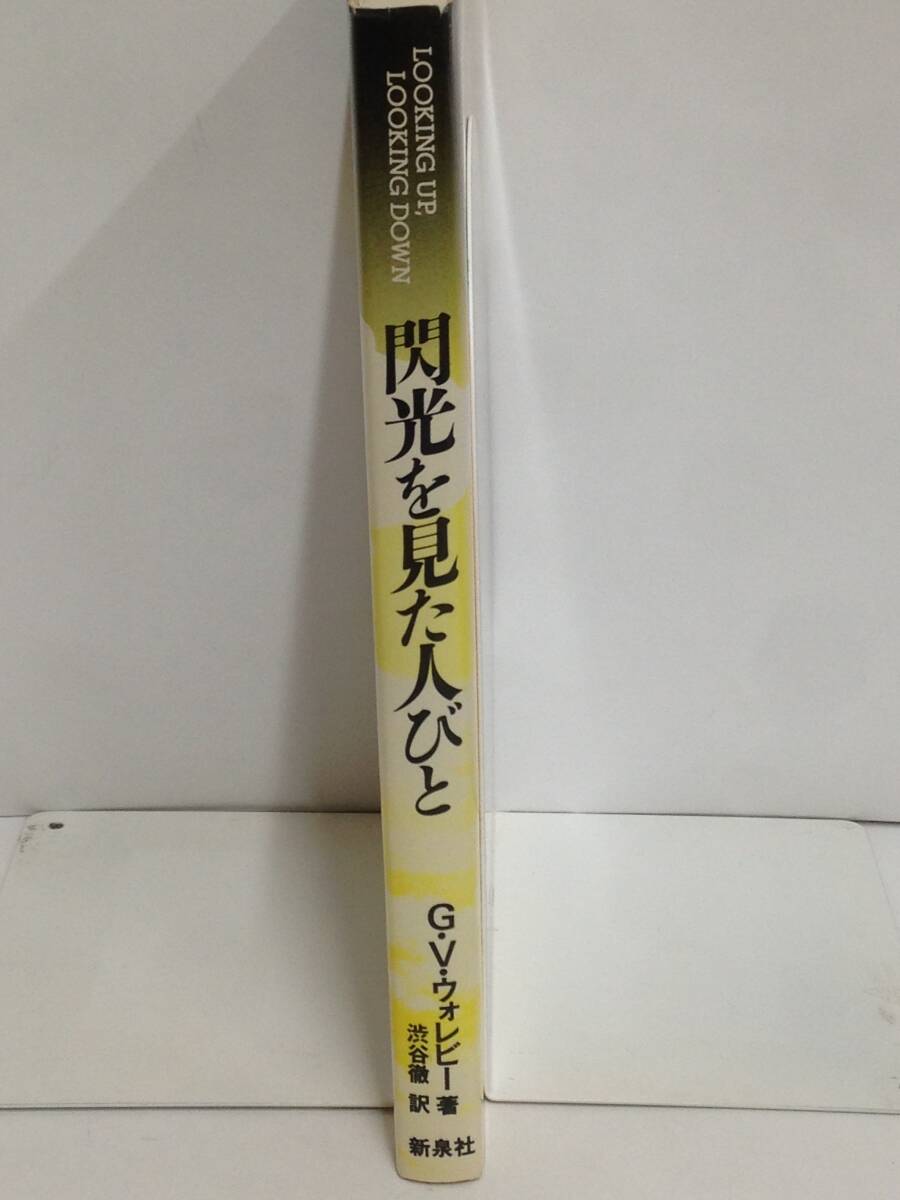 LOOKING UP,
LOOKING DOWN
閃光を見た人びと
G・V・ウォレビー著
渋谷徹 訳
新泉社